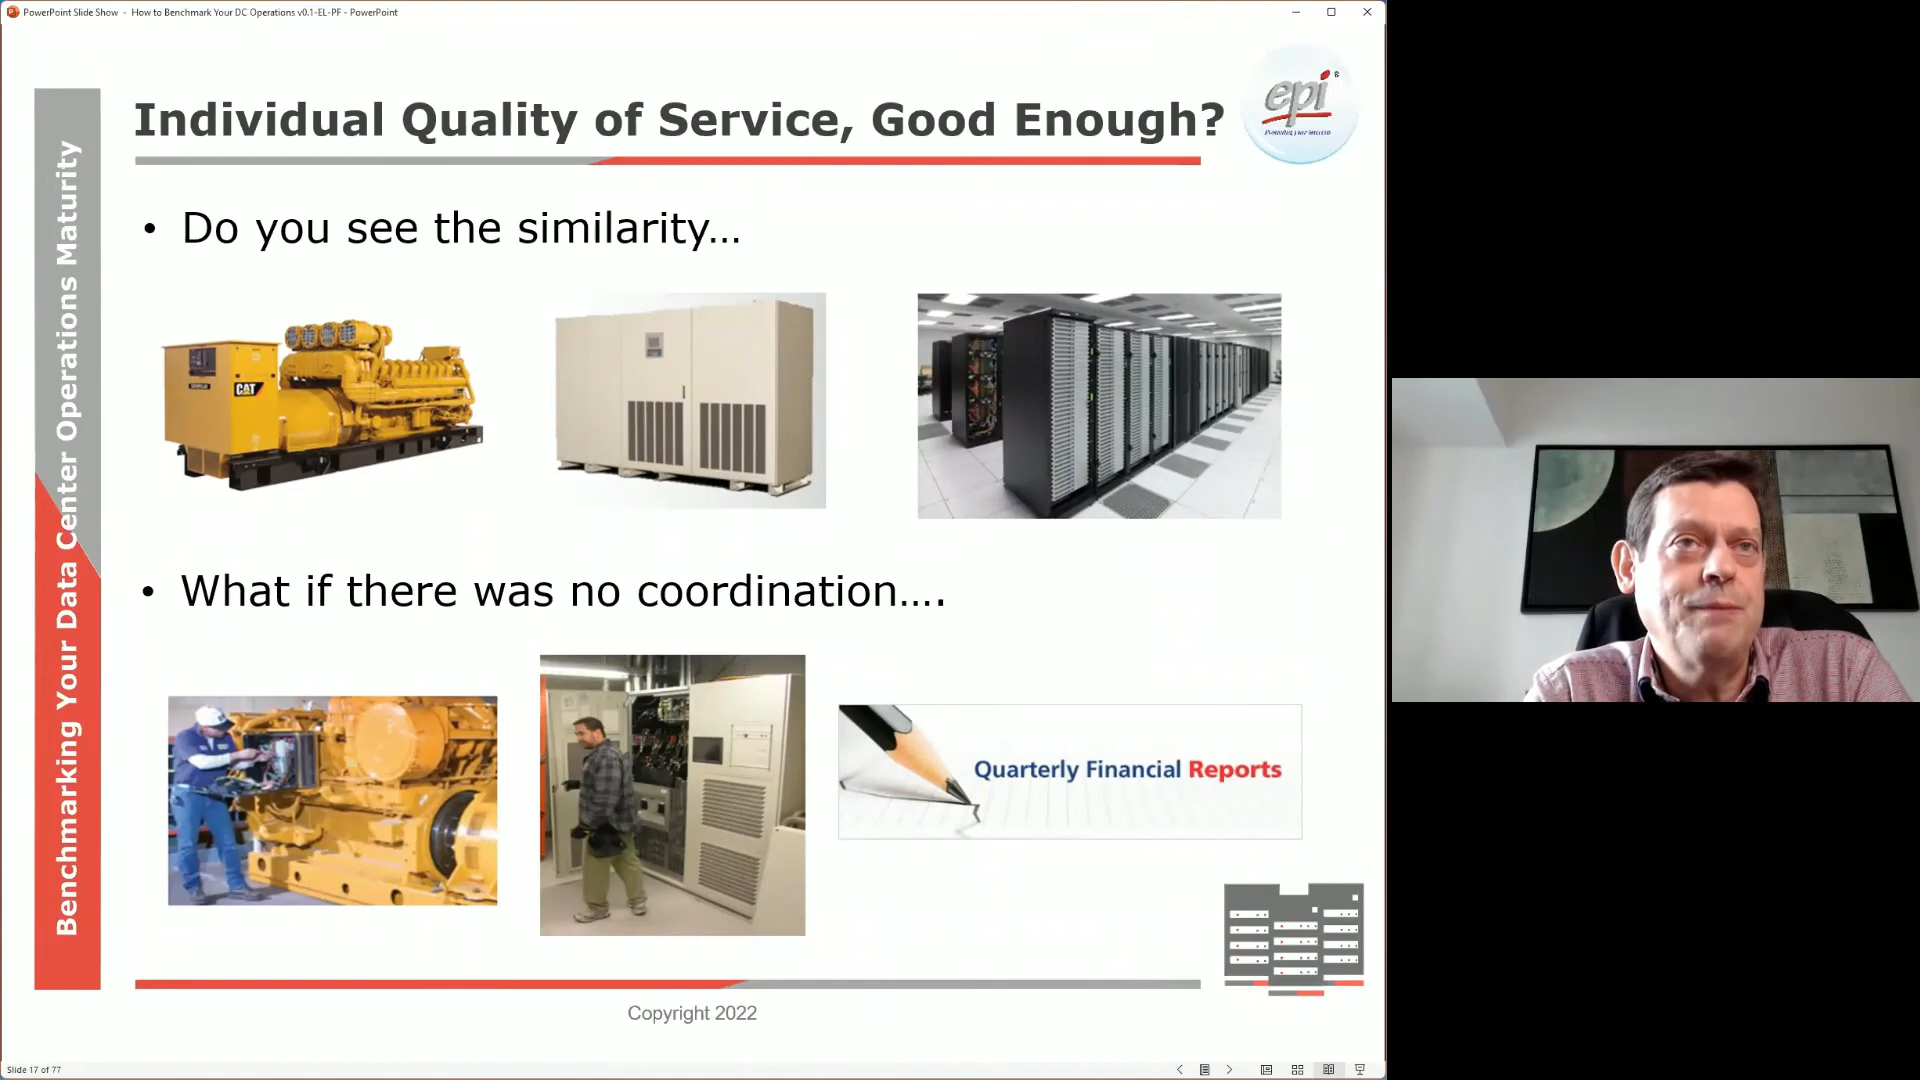 PowerPoint Slide Show - How to Benchmark Your DC Operations v0.1-EL-PF - PowerPoint
Individual Quality of Service, Good Enough?
epi ®
Benchmarking Your Data Center Operations Maturity
• Do you see the similarity…
CAT
• What if there was no coordination….
Quarterly Financial Reports
Copyright 2022
Slide 17 of 77